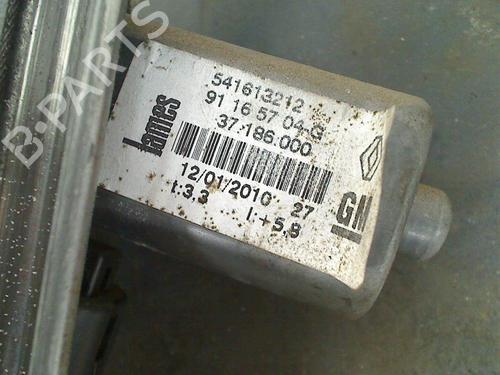 B-PARTS
541613212
91 16 57 04-G
37.186.000
Lames
12/01/2010 27
I:3,3 I:+5,8
GM